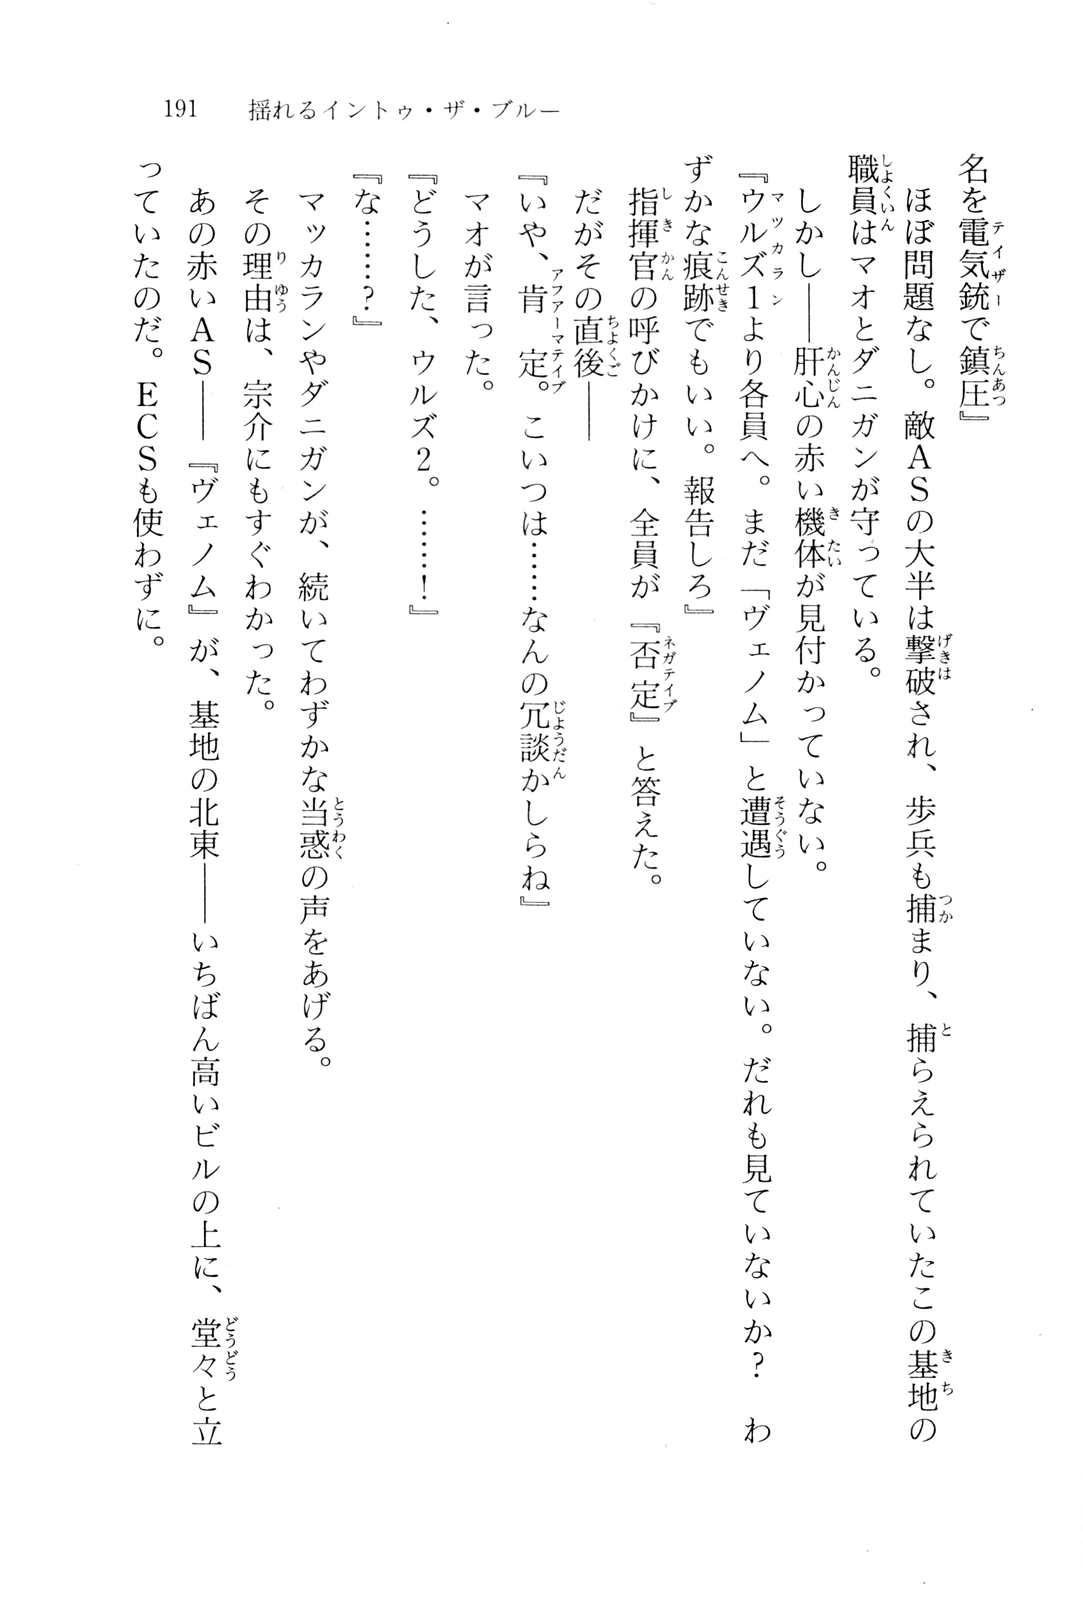 191　揺れるイントゥ・ザ・ブルー
名を電気銃で鎮圧』
　ほぼ問題なし。敵ＡＳの大半は撃破され、歩兵も捕まり、捕らえられていたこの基地の
職員はマオとダニガンが守っている。
　しかし――肝心の赤い機体が見付かっていない。
『ウルズ１より各員へ。まだ「ヴェノム」と遭遇していない。だれも見ていないか？　わ
ずかな痕跡でもいい。報告しろ』
　指揮官の呼びかけに、全員が『否定』と答えた。
　だがその直後――
『いや、肯定。こいつは……なんの冗談かしらね』
　マオが言った。
『どうした、ウルズ２。……！』
『な……？』
　マッカランやダニガンが、続いてわずかな当惑の声をあげる。
　その理由は、宗介にもすぐわかった。
　あの赤いＡＳ――『ヴェノム』が、基地の北東――いちばん高いビルの上に、堂々と立
っていたのだ。ＥＣＳも使わずに。